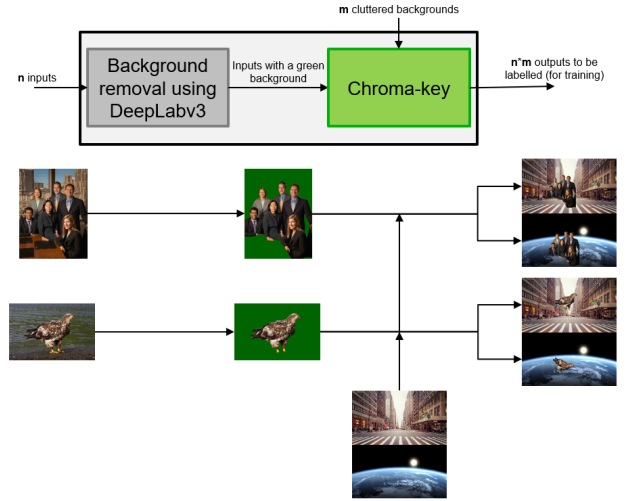 m cluttered backgrounds
n inputs
Background
removal using
DeepLabv3
Inputs with a green
background
Chroma-key
n*m outputs to be
labelled (for training)